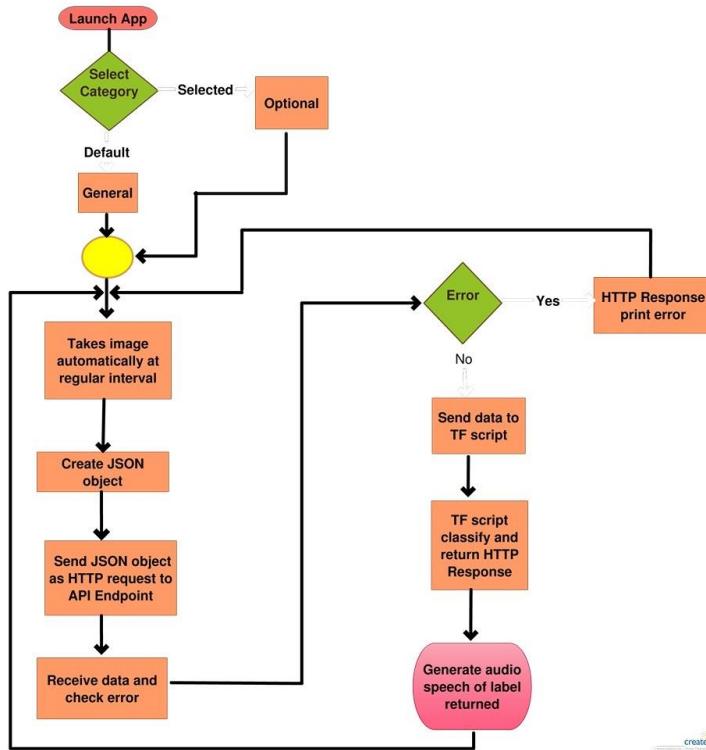 Launch App
Select
Category
Selected
Optional
Default
General
Error
Yes
HTTP Response
print error
Takes image
automatically at
regular interval
No
Send data to
TF script
Create JSON
object
TF script
classify and
return HTTP
Response
Send JSON object
as HTTP request to
API Endpoint
Receive data and
check error
Generate audio
speech of label
returned
create